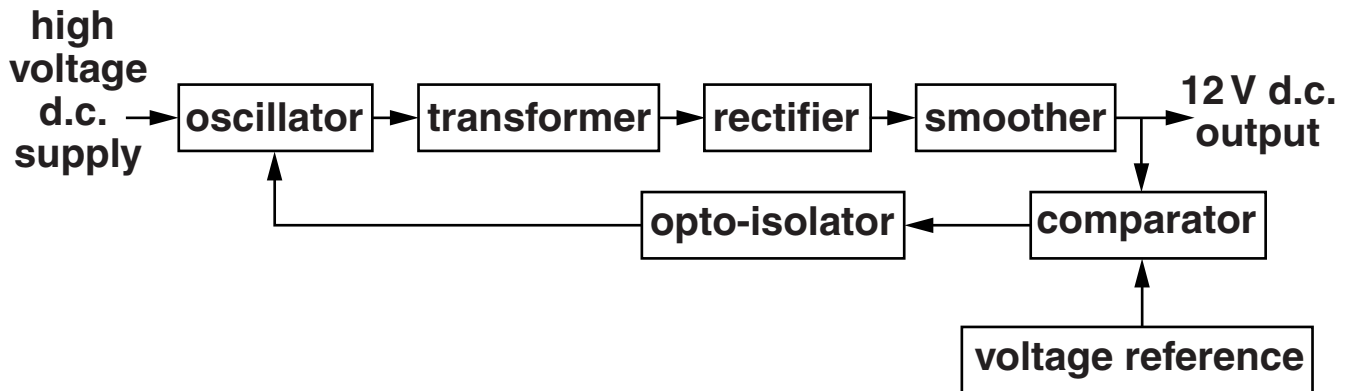 high
voltage
d.c.
supply
oscillator
transformer
rectifier
smoother
12 V d.c.
output
opto-isolator
comparator
voltage reference